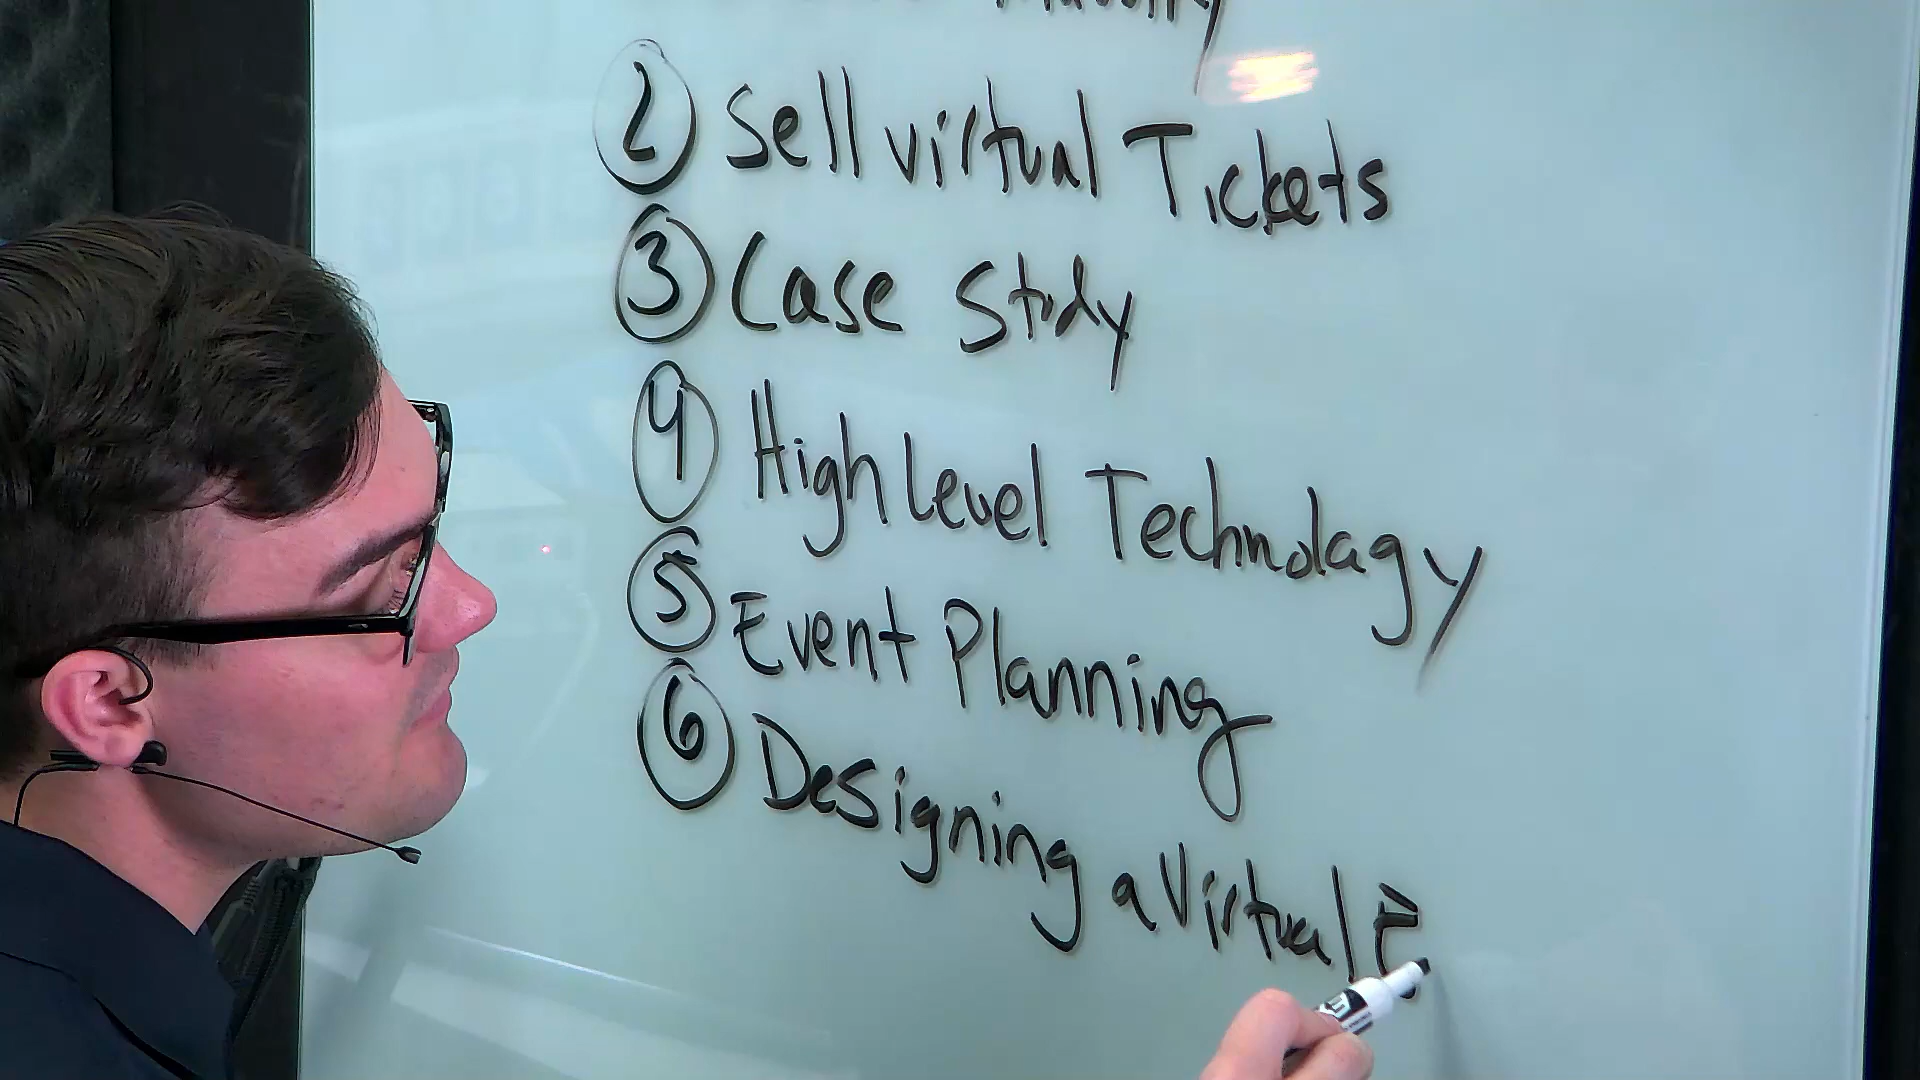 ② Sell virtual Tickets
③ Case Study
④ High Level Technology
⑤ Event Planning
⑥ Designing a Virtual E